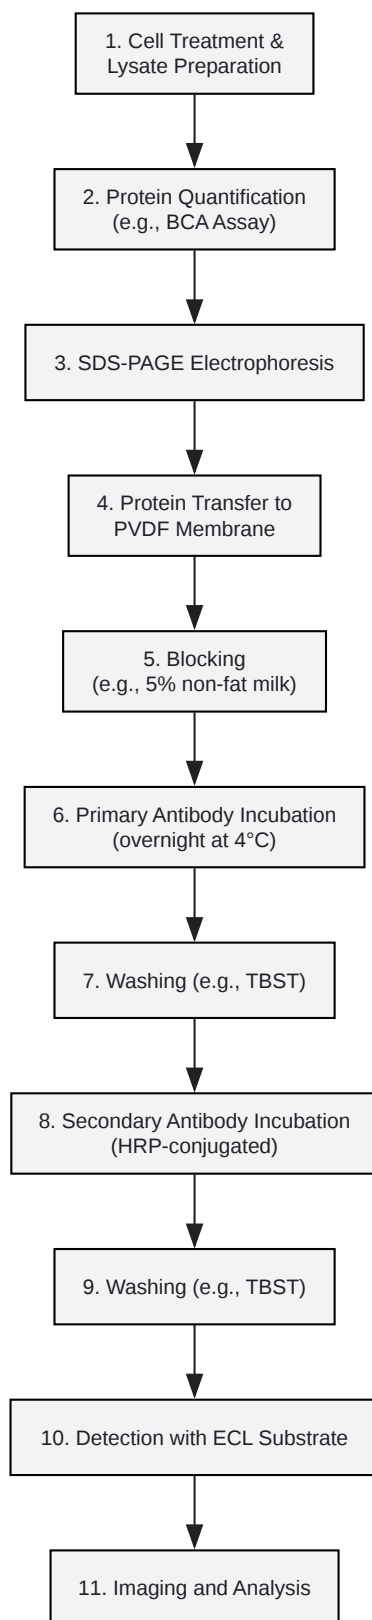 1. Cell Treatment &
Lysate Preparation
2. Protein Quantification
(e.g., BCA Assay)
3. SDS-PAGE Electrophoresis
4. Protein Transfer to
PVDF Membrane
5. Blocking
(e.g., 5% non-fat milk)
6. Primary Antibody Incubation
(overnight at 4°C)
7. Washing (e.g., TBST)
8. Secondary Antibody Incubation
(HRP-conjugated)
9. Washing (e.g., TBST)
10. Detection with ECL Substrate
11. Imaging and Analysis